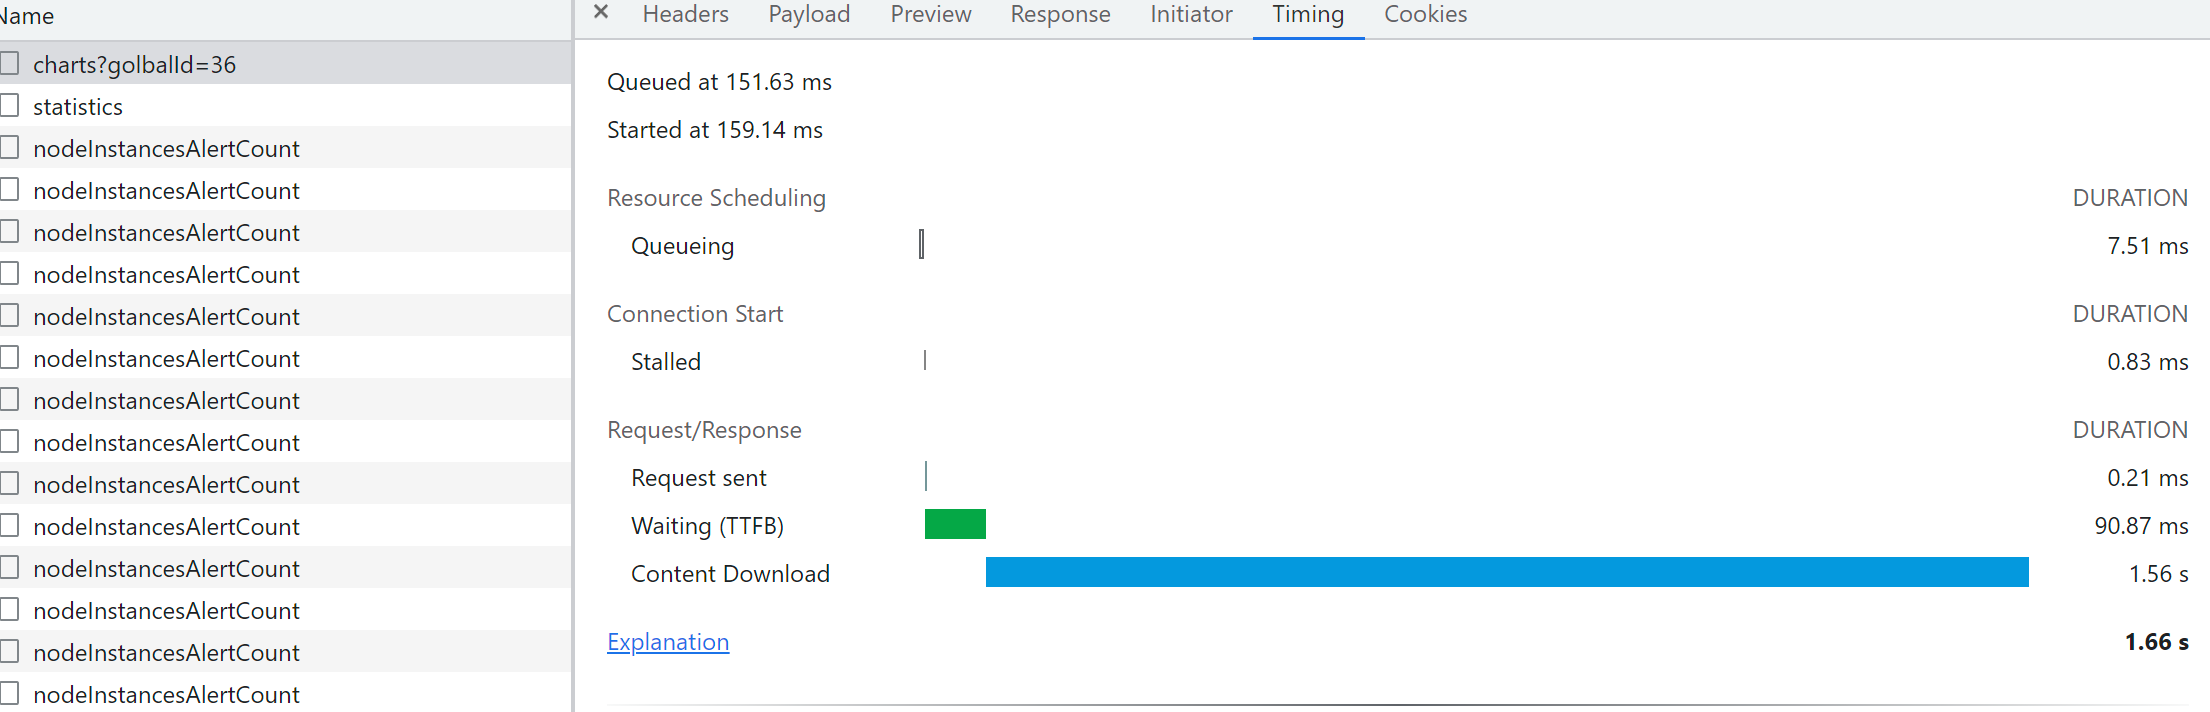 Name
charts?golbalId=36
statistics
nodeInstancesAlertCount
nodeInstancesAlertCount
nodeInstancesAlertCount
nodeInstancesAlertCount
nodeInstancesAlertCount
nodeInstancesAlertCount
nodeInstancesAlertCount
nodeInstancesAlertCount
nodeInstancesAlertCount
nodeInstancesAlertCount
nodeInstancesAlertCount
nodeInstancesAlertCount
nodeInstancesAlertCount
nodeInstancesAlertCount
× Headers Payload Preview Response Initiator Timing Cookies
Queued at 151.63 ms
Started at 159.14 ms
Resource Scheduling DURATION
Queueing 7.51 ms
Connection Start DURATION
Stalled 0.83 ms
Request/Response DURATION
Request sent 0.21 ms
Waiting (TTFB) 90.87 ms
Content Download 1.56 s
Explanation 1.66 s